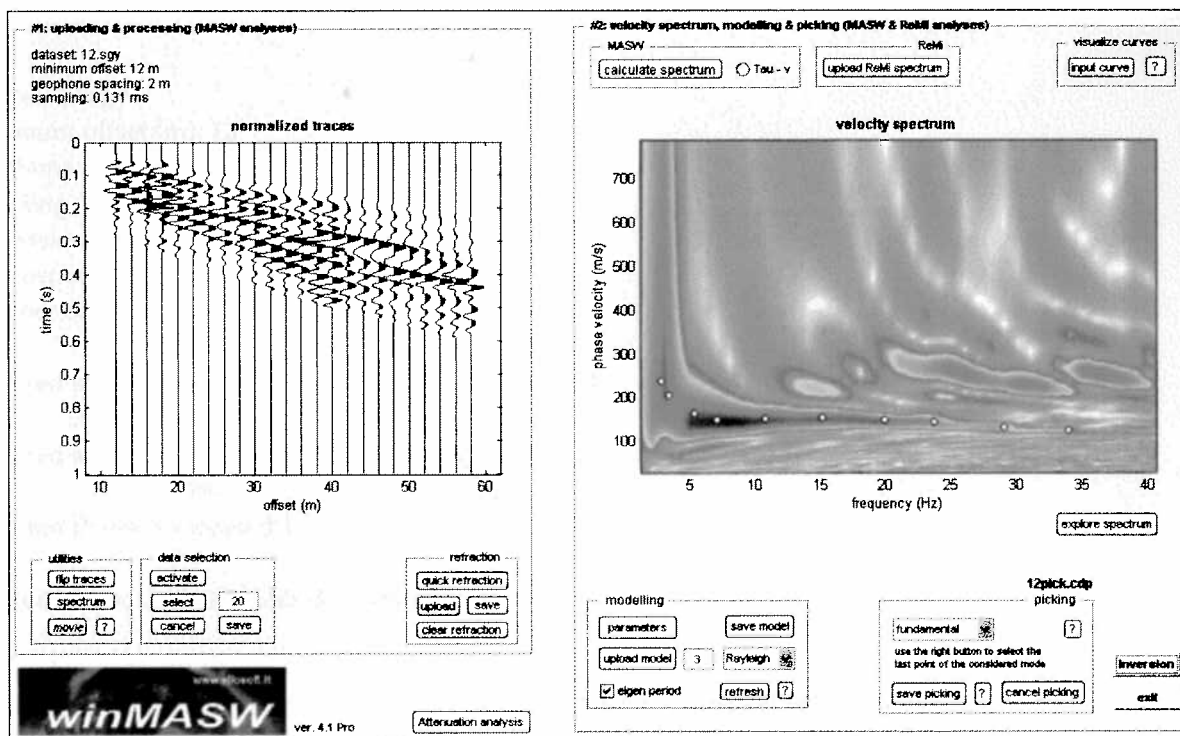 #1: uploading & processing (MASW analyses)
dataset: 12.sgy
minimum offset: 12 m
geophone spacing: 2 m
sampling: 0.131 ms
normalized traces
0
0.1
0.2
0.3
0.4
0.5
0.6
0.7
0.8
0.9
1
time (s)
10 20 30 40 50 60
offset (m)
utilities
flip traces
spectrum
movie ?
data selection
activate
select 20
cancel save
refraction
quick refraction
upload save
clear refraction
winMASW
ver. 4.1 Pro
Attenuation analysis
#2: velocity spectrum, modelling & picking (MASW & ReMi analyses)
MASW
calculate spectrum Tau - v
ReMi
upload ReMi spectrum
visualize curves
input curve ?
velocity spectrum
700
600
500
400
300
200
100
phase velocity (m/s)
5 10 15 20 25 30 35 40
frequency (Hz)
explore spectrum
modelling
parameters save model
upload model 3 Rayleigh
eigen period refresh ?
12pick.cdp
picking
fundamental ?
use the right button to select the
last point of the considered mode
save picking ? cancel picking
Inversion
exit